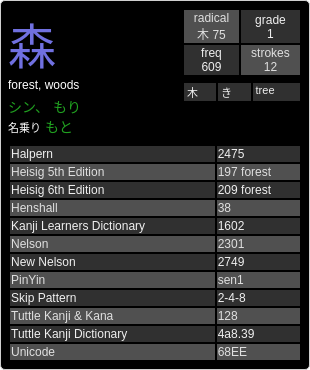 森
radical
木 75
grade
1
freq
609
strokes
12
forest, woods
シン、 もり
名乗り もと
木 き tree
Halpern 2475
Heisig 5th Edition 197 forest
Heisig 6th Edition 209 forest
Henshall 38
Kanji Learners Dictionary 1602
Nelson 2301
New Nelson 2749
PinYin sen1
Skip Pattern 2-4-8
Tuttle Kanji & Kana 128
Tuttle Kanji Dictionary 4a8.39
Unicode 68EE